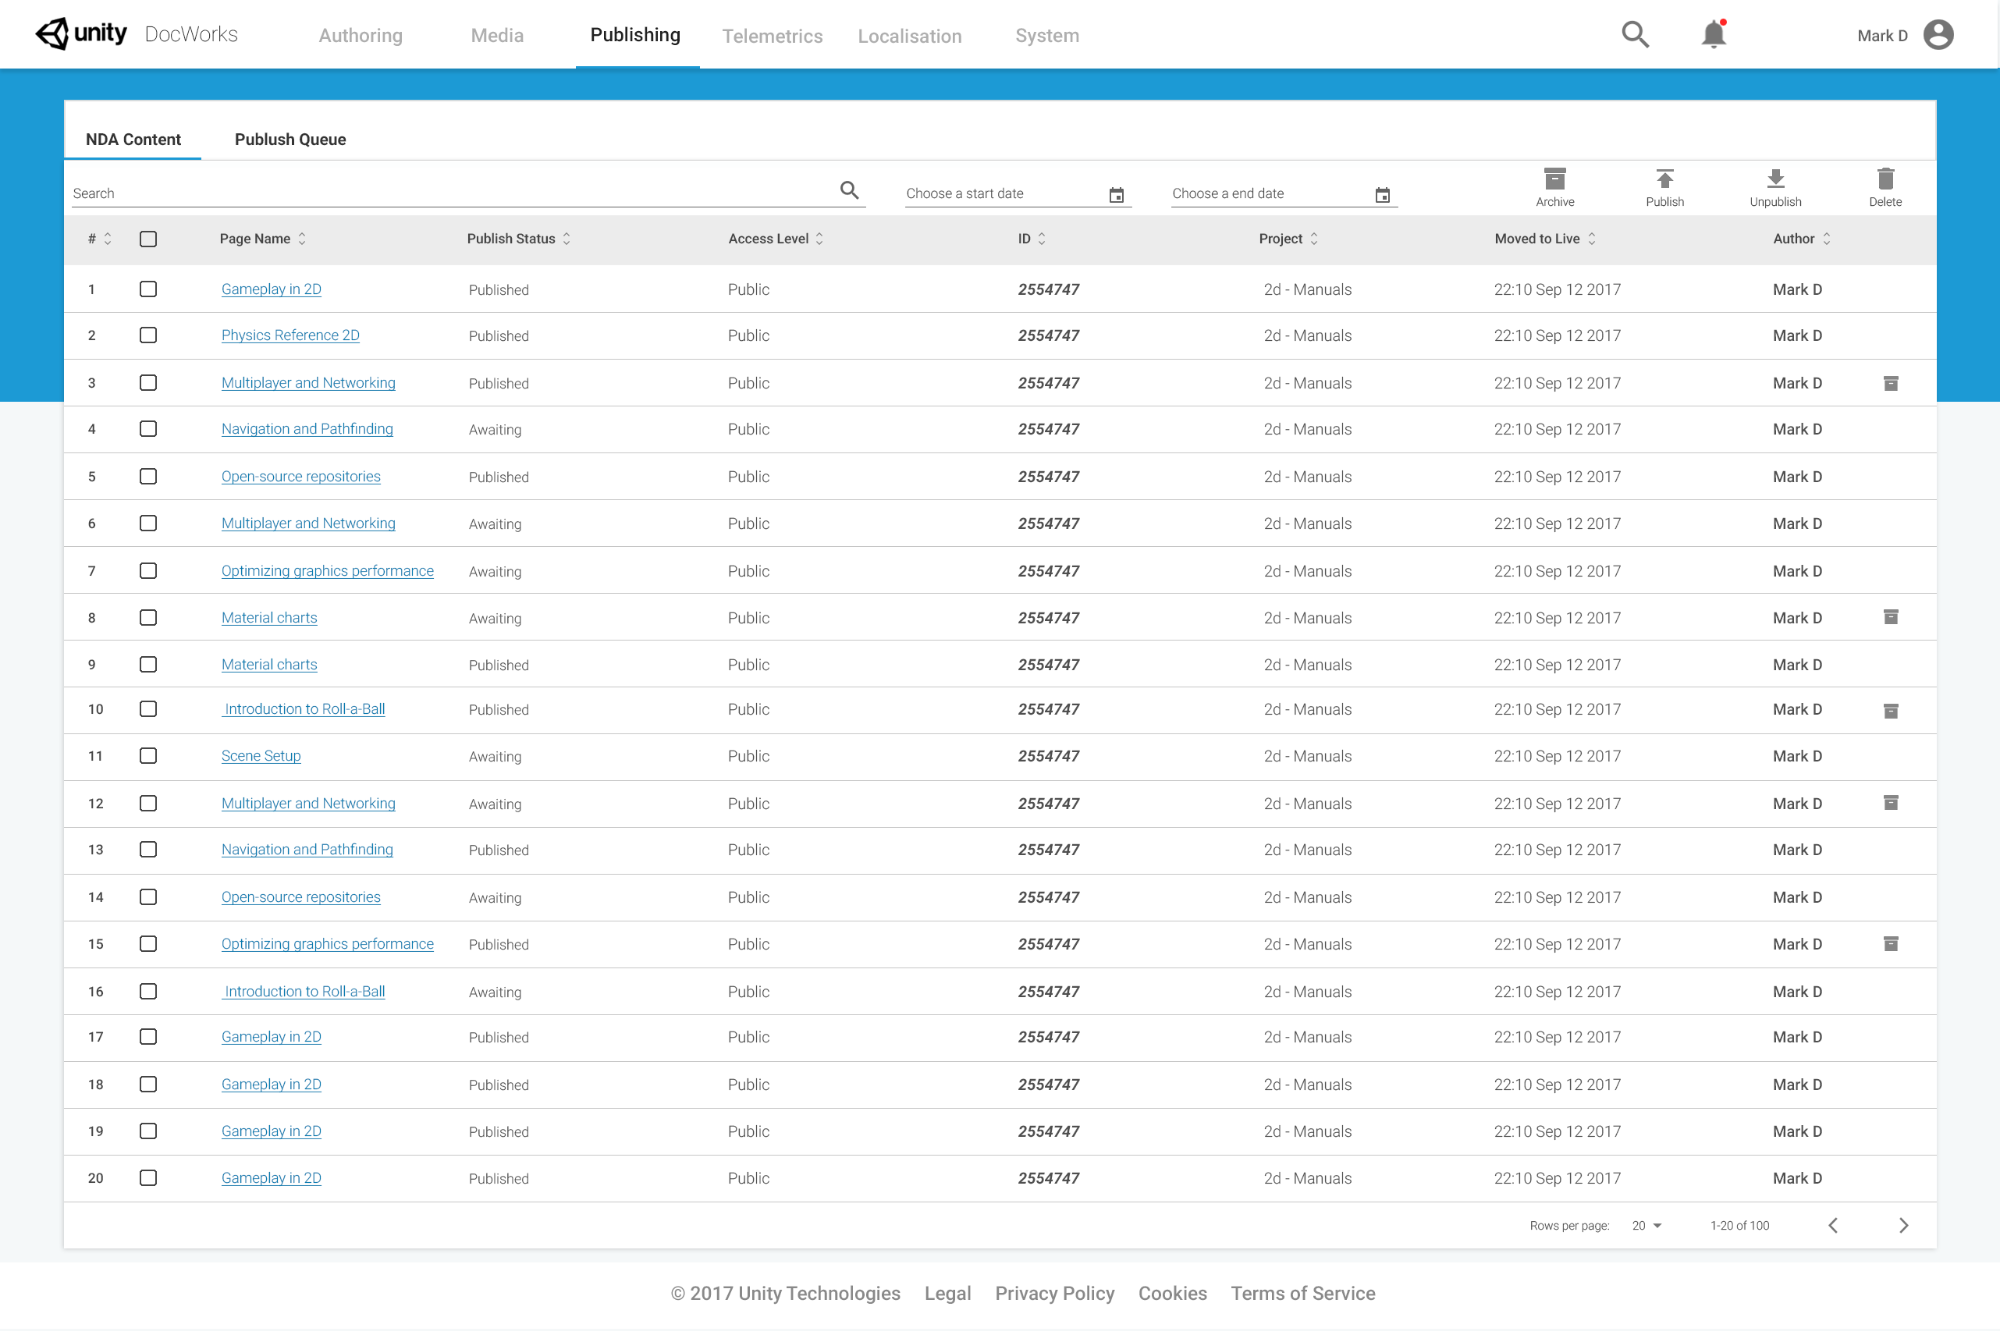 unity DocWorks Authoring Media Publishing Telemetrics Localisation System Mark D
NDA Content Publush Queue
Search Choose a start date Choose a end date Archive Publish Unpublish Delete
# Page Name Publish Status Access Level ID Project Moved to Live Author
1 Gameplay in 2D Published Public 2554747 2d - Manuals 22:10 Sep 12 2017 Mark D
2 Physics Reference 2D Published Public 2554747 2d - Manuals 22:10 Sep 12 2017 Mark D
3 Multiplayer and Networking Published Public 2554747 2d - Manuals 22:10 Sep 12 2017 Mark D
4 Navigation and Pathfinding Awaiting Public 2554747 2d - Manuals 22:10 Sep 12 2017 Mark D
5 Open-source repositories Published Public 2554747 2d - Manuals 22:10 Sep 12 2017 Mark D
6 Multiplayer and Networking Awaiting Public 2554747 2d - Manuals 22:10 Sep 12 2017 Mark D
7 Optimizing graphics performance Awaiting Public 2554747 2d - Manuals 22:10 Sep 12 2017 Mark D
8 Material charts Awaiting Public 2554747 2d - Manuals 22:10 Sep 12 2017 Mark D
9 Material charts Published Public 2554747 2d - Manuals 22:10 Sep 12 2017 Mark D
10 Introduction to Roll-a-Ball Published Public 2554747 2d - Manuals 22:10 Sep 12 2017 Mark D
11 Scene Setup Awaiting Public 2554747 2d - Manuals 22:10 Sep 12 2017 Mark D
12 Multiplayer and Networking Awaiting Public 2554747 2d - Manuals 22:10 Sep 12 2017 Mark D
13 Navigation and Pathfinding Published Public 2554747 2d - Manuals 22:10 Sep 12 2017 Mark D
14 Open-source repositories Awaiting Public 2554747 2d - Manuals 22:10 Sep 12 2017 Mark D
15 Optimizing graphics performance Published Public 2554747 2d - Manuals 22:10 Sep 12 2017 Mark D
16 Introduction to Roll-a-Ball Awaiting Public 2554747 2d - Manuals 22:10 Sep 12 2017 Mark D
17 Gameplay in 2D Published Public 2554747 2d - Manuals 22:10 Sep 12 2017 Mark D
18 Gameplay in 2D Published Public 2554747 2d - Manuals 22:10 Sep 12 2017 Mark D
19 Gameplay in 2D Published Public 2554747 2d - Manuals 22:10 Sep 12 2017 Mark D
20 Gameplay in 2D Published Public 2554747 2d - Manuals 22:10 Sep 12 2017 Mark D
Rows per page: 20 1-20 of 100
© 2017 Unity Technologies Legal Privacy Policy Cookies Terms of Service